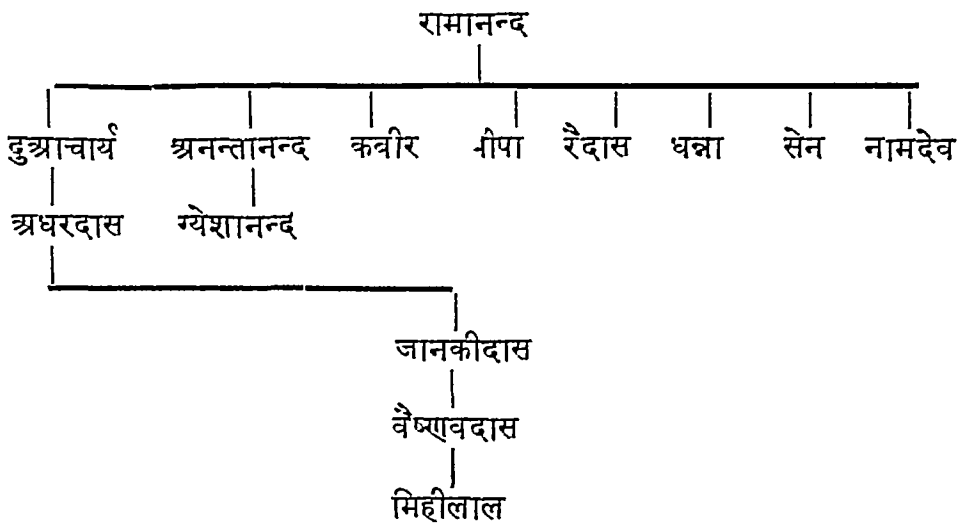 रामानन्द
दुआचार्य अनन्तानन्द कबीर पीपा रैदास धन्ना सेन नामदेव
अधरदास ग्येशानन्द
जानकीदास
वैष्णवदास
मिहीलाल